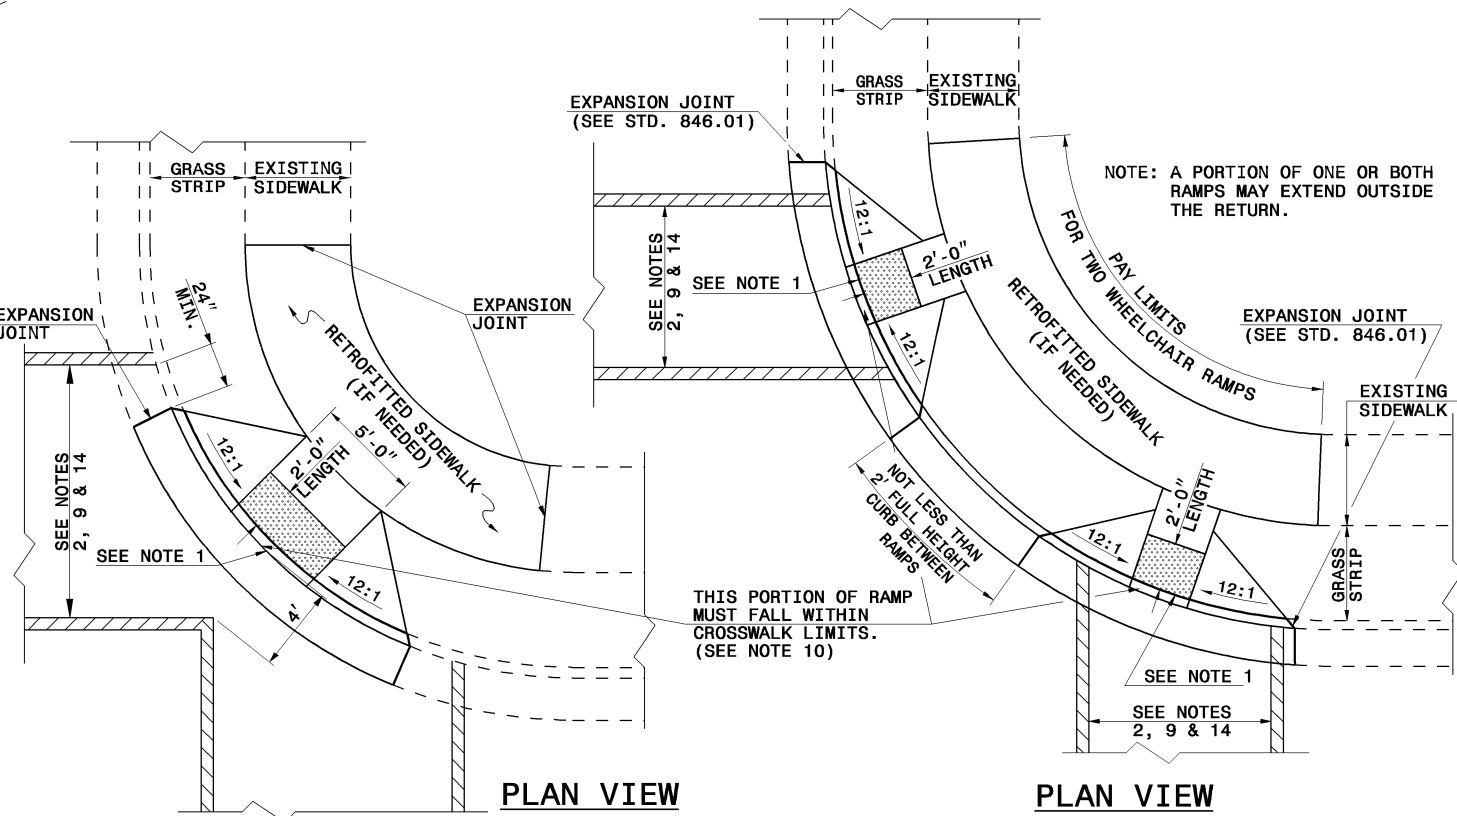 GRASS
STRIP
EXISTING
SIDEWALK
24"
MIN.
EXPANSION
JOINT
EXPANSION
JOINT
RETROFITTED SIDEWALK
(IF NEEDED)
5'-0"
2'-0"
LENGTH
12:1
12:1
SEE NOTES
2, 9 & 14
SEE NOTE 1
4'
PLAN VIEW
EXPANSION JOINT
(SEE STD. 846.01)
GRASS
STRIP
EXISTING
SIDEWALK
NOTE: A PORTION OF ONE OR BOTH
RAMPS MAY EXTEND OUTSIDE
THE RETURN.
PAY LIMITS
FOR TWO WHEELCHAIR RAMPS
12:1
2'-0"
LENGTH
SEE NOTES
2, 9 & 14
SEE NOTE 1
12:1
RETROFITTED SIDEWALK
(IF NEEDED)
EXPANSION JOINT
(SEE STD. 846.01)
EXISTING
SIDEWALK
NOT LESS THAN
2' FULL HEIGHT
CURB BETWEEN
RAMPS
2'-0"
LENGTH
12:1
12:1
GRASS
STRIP
THIS PORTION OF RAMP
MUST FALL WITHIN
CROSSWALK LIMITS.
(SEE NOTE 10)
SEE NOTE 1
SEE NOTES
2, 9 & 14
PLAN VIEW